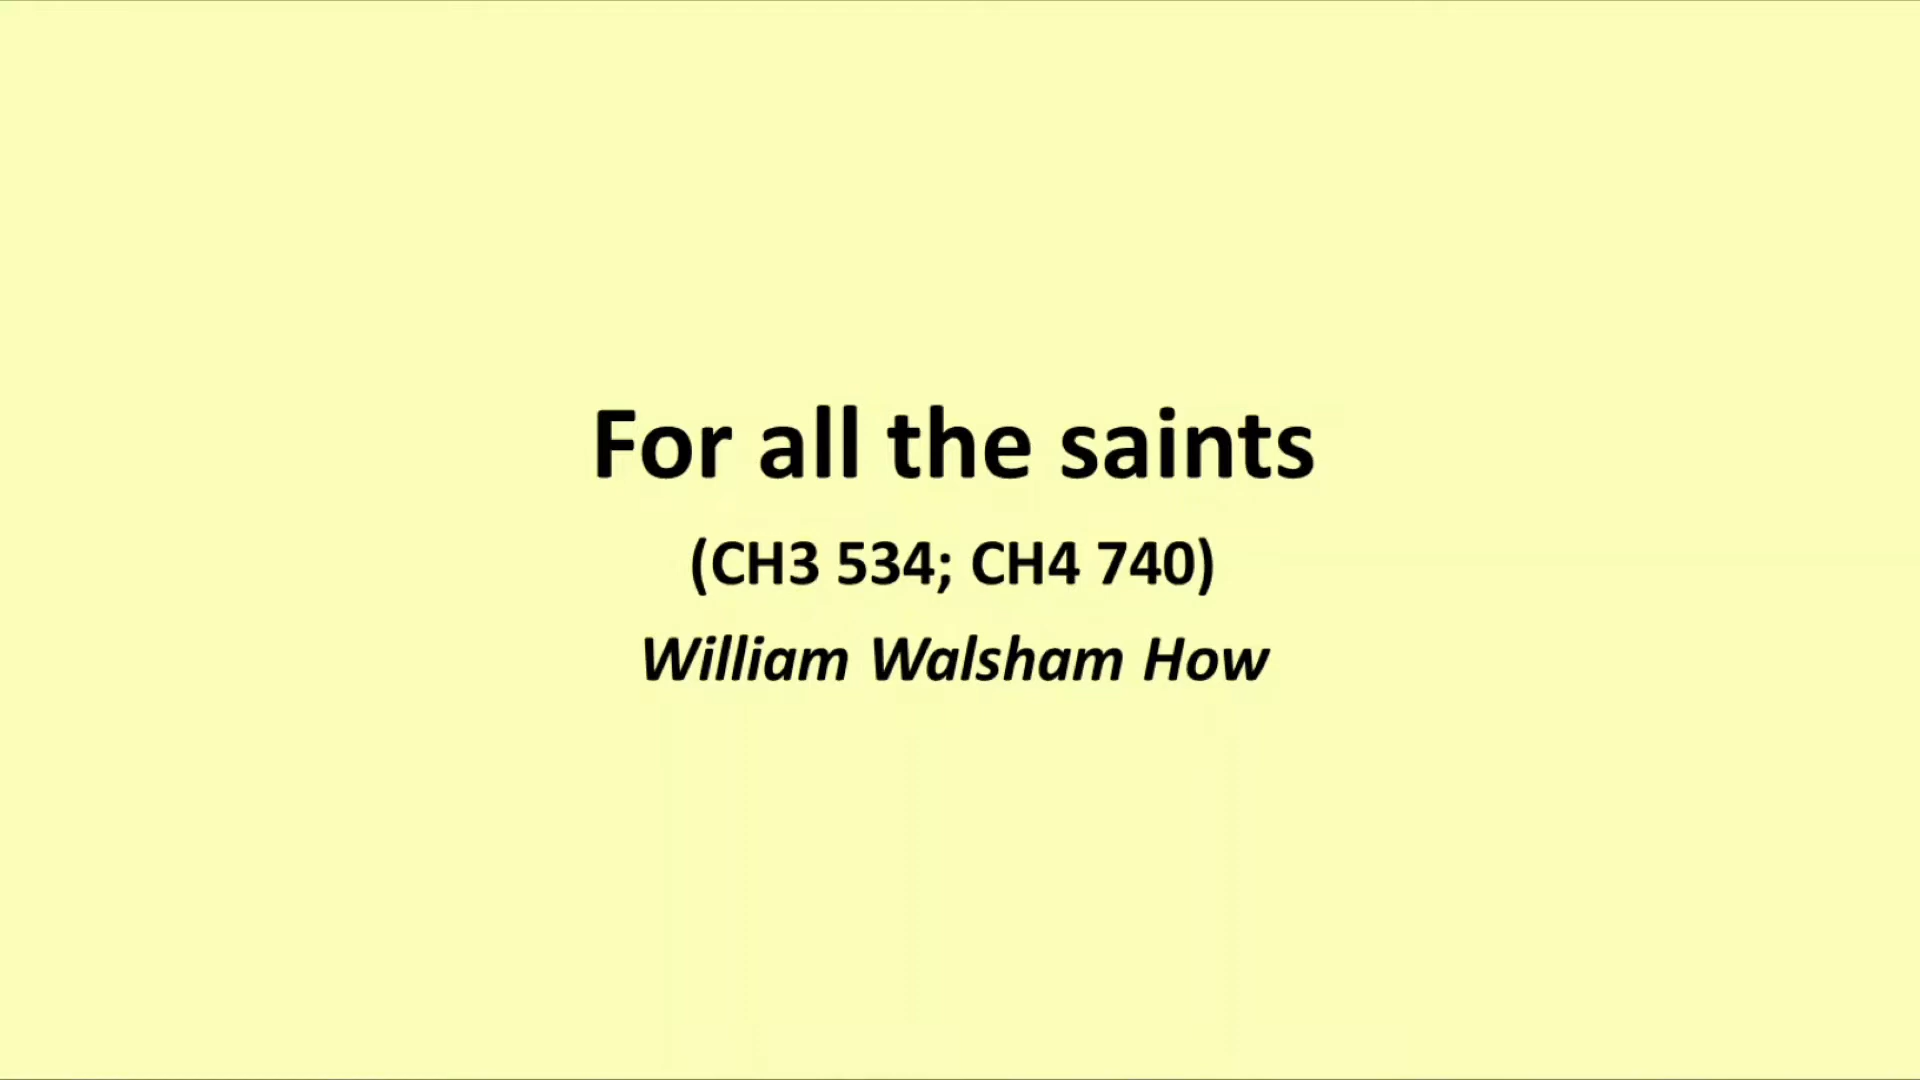 For all the saints
(CH3 534; CH4 740)
William Walsham How